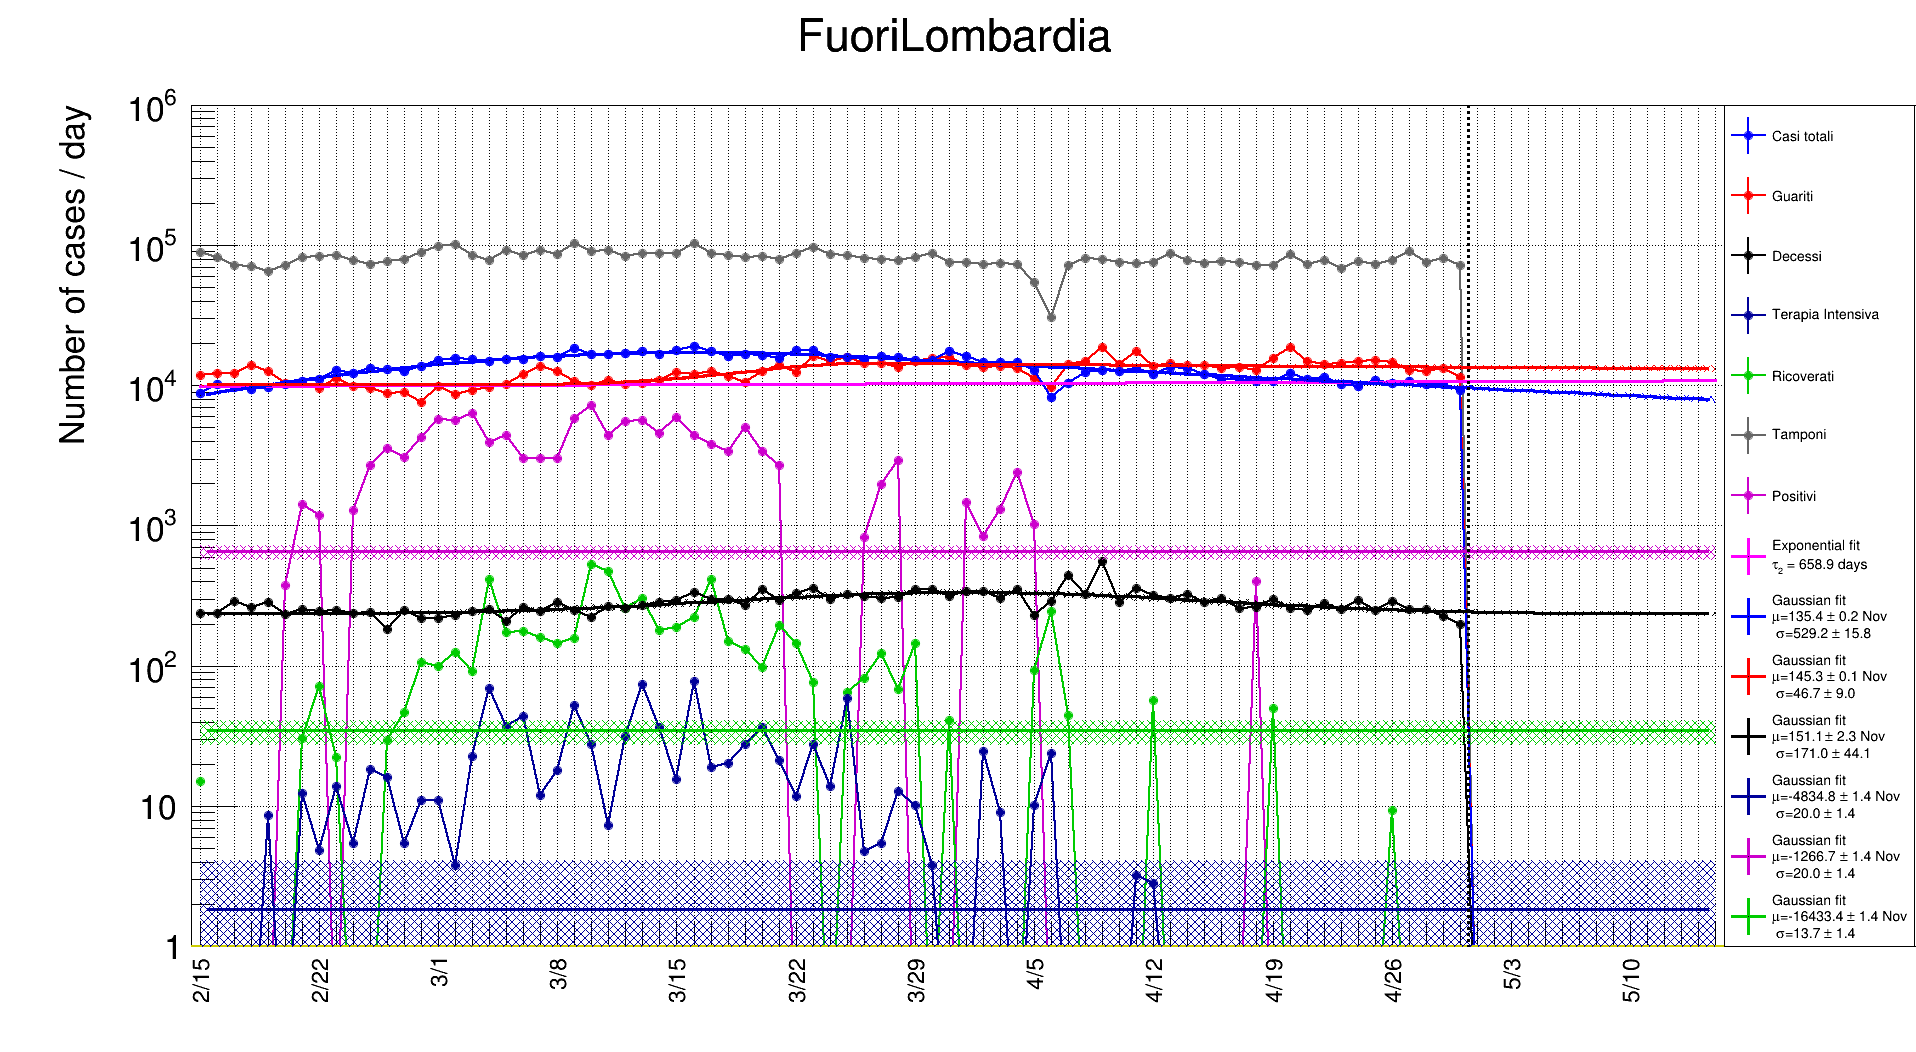 FuoriLombardia
Number of cases / day
10^6
10^5
10^4
10^3
10^2
10
1
2/15
2/22
3/1
3/8
3/15
3/22
3/29
4/5
4/12
4/19
4/26
5/3
5/10
Casi totali
Guariti
Decessi
Terapia Intensiva
Ricoverati
Tamponi
Positivi
Exponential fit
τ₂ = 658.9 days
Gaussian fit
μ=135.4 ± 0.2 Nov
σ=529.2 ± 15.8
Gaussian fit
μ=145.3 ± 0.1 Nov
σ=46.7 ± 9.0
Gaussian fit
μ=151.1 ± 2.3 Nov
σ=171.0 ± 44.1
Gaussian fit
μ=-4834.8 ± 1.4 Nov
σ=20.0 ± 1.4
Gaussian fit
μ=-1266.7 ± 1.4 Nov
σ=20.0 ± 1.4
Gaussian fit
μ=-16433.4 ± 1.4 Nov
σ=13.7 ± 1.4